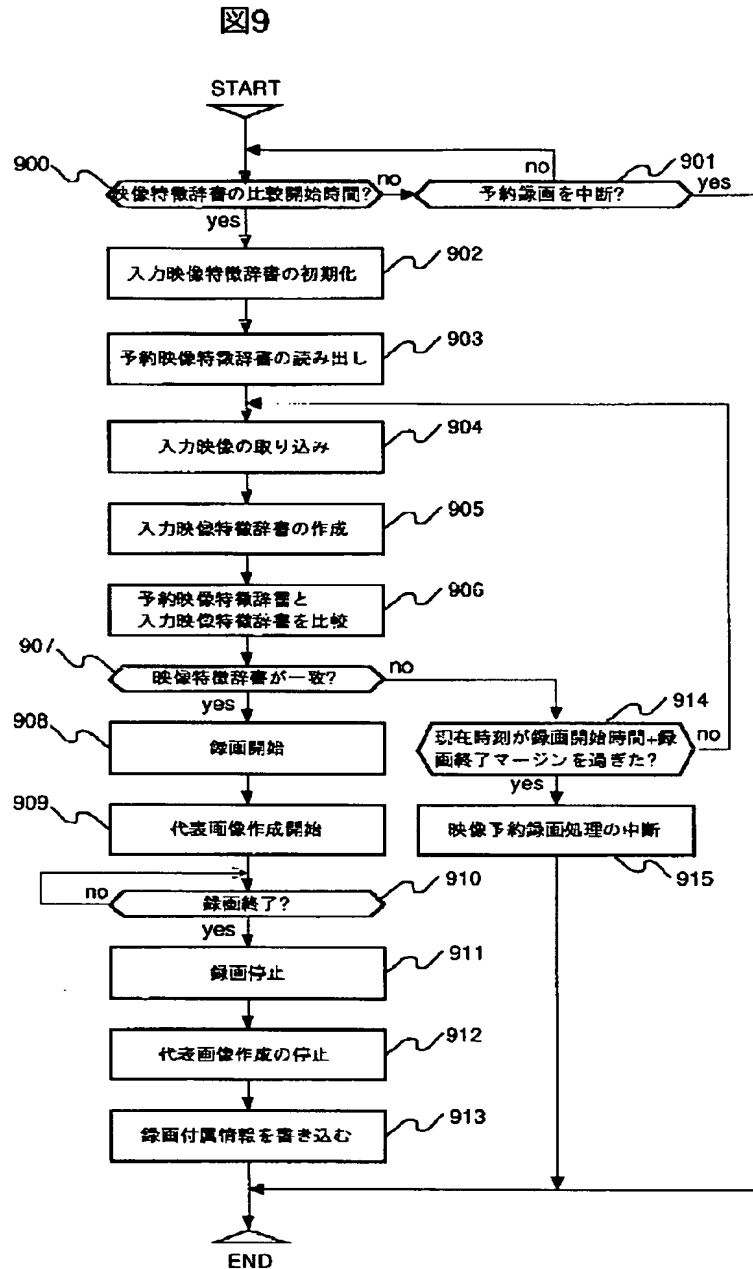 図9
START
900
映像特徴辞書の比較開始時間?
no
no
予約録画を中断?
901
yes
yes
入力映像特徴辞書の初期化
902
予約映像特徴辞書の読み出し
903
入力映像の取り込み
904
入力映像特徴辞書の作成
905
予約映像特徴辞書と
入力映像特徴辞書を比較
906
907
映像特徴辞書が一致?
no
yes
908
録画開始
914
現在時刻が録画開始時間+録
画終了マージンを過ぎた?
no
yes
909
代表画像作成開始
映像予約録画処理の中断
915
no
録画終了?
910
yes
録画停止
911
代表画像作成の停止
912
録画付属情報を書き込む
913
END